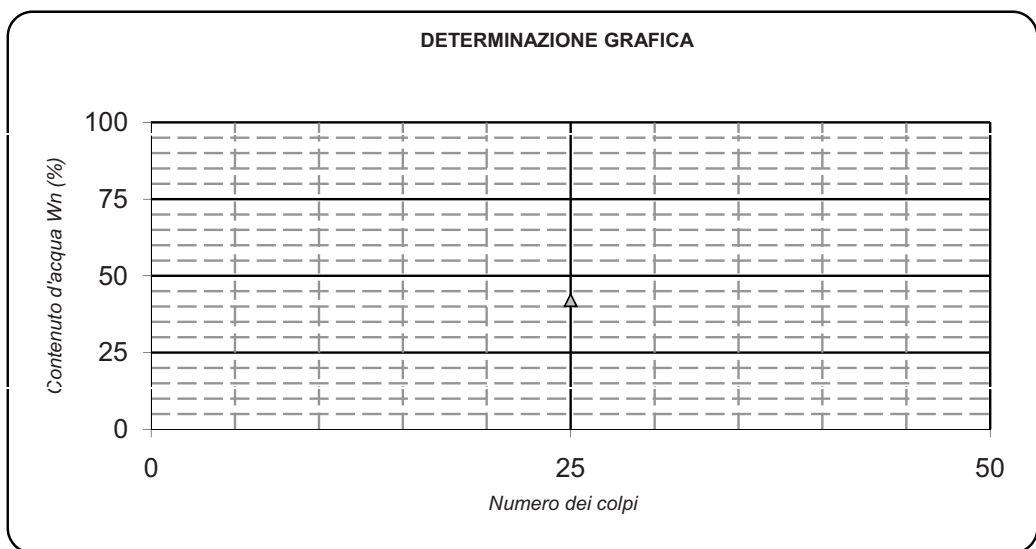 DETERMINAZIONE GRAFICA
100
75
50
25
0
Contenuto d'acqua Wn (%)
0 25 50
Numero dei colpi